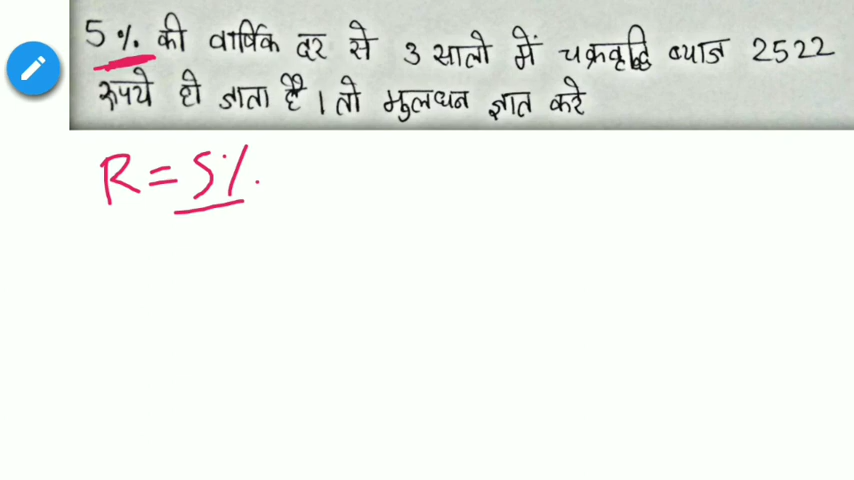 5 % की वार्षिक दर से 3 सालो में चक्रवृद्धि ब्याज 2522
रूपये हो जाता है । तो मुलधन ज्ञात करे
R = 5%.